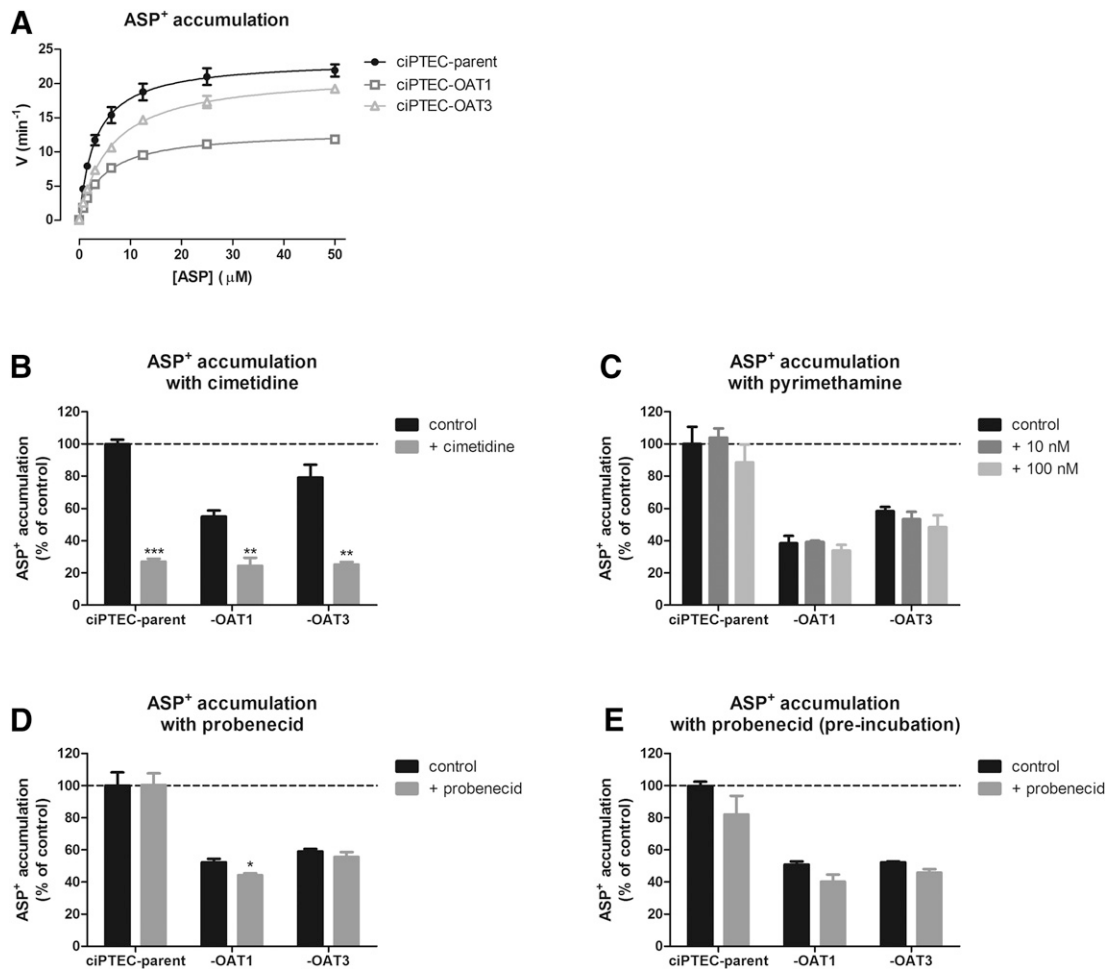 A
ASP+ accumulation
V (min-1)
25
20
15
10
5
0
0
10
20
30
40
50
[ASP] ( μM)
ciPTEC-parent
ciPTEC-OAT1
ciPTEC-OAT3
B
ASP+ accumulation
with cimetidine
ASP+ accumulation
(% of control)
120
100
80
60
40
20
0
***
**
**
ciPTEC-parent
-OAT1
-OAT3
control
+ cimetidine
C
ASP+ accumulation
with pyrimethamine
ASP+ accumulation
(% of control)
120
100
80
60
40
20
0
ciPTEC-parent
-OAT1
-OAT3
control
+ 10 nM
+ 100 nM
D
ASP+ accumulation
with probenecid
ASP+ accumulation
(% of control)
120
100
80
60
40
20
0
*
ciPTEC-parent
-OAT1
-OAT3
control
+ probenecid
E
ASP+ accumulation
with probenecid (pre-incubation)
ASP+ accumulation
(% of control)
120
100
80
60
40
20
0
ciPTEC-parent
-OAT1
-OAT3
control
+ probenecid